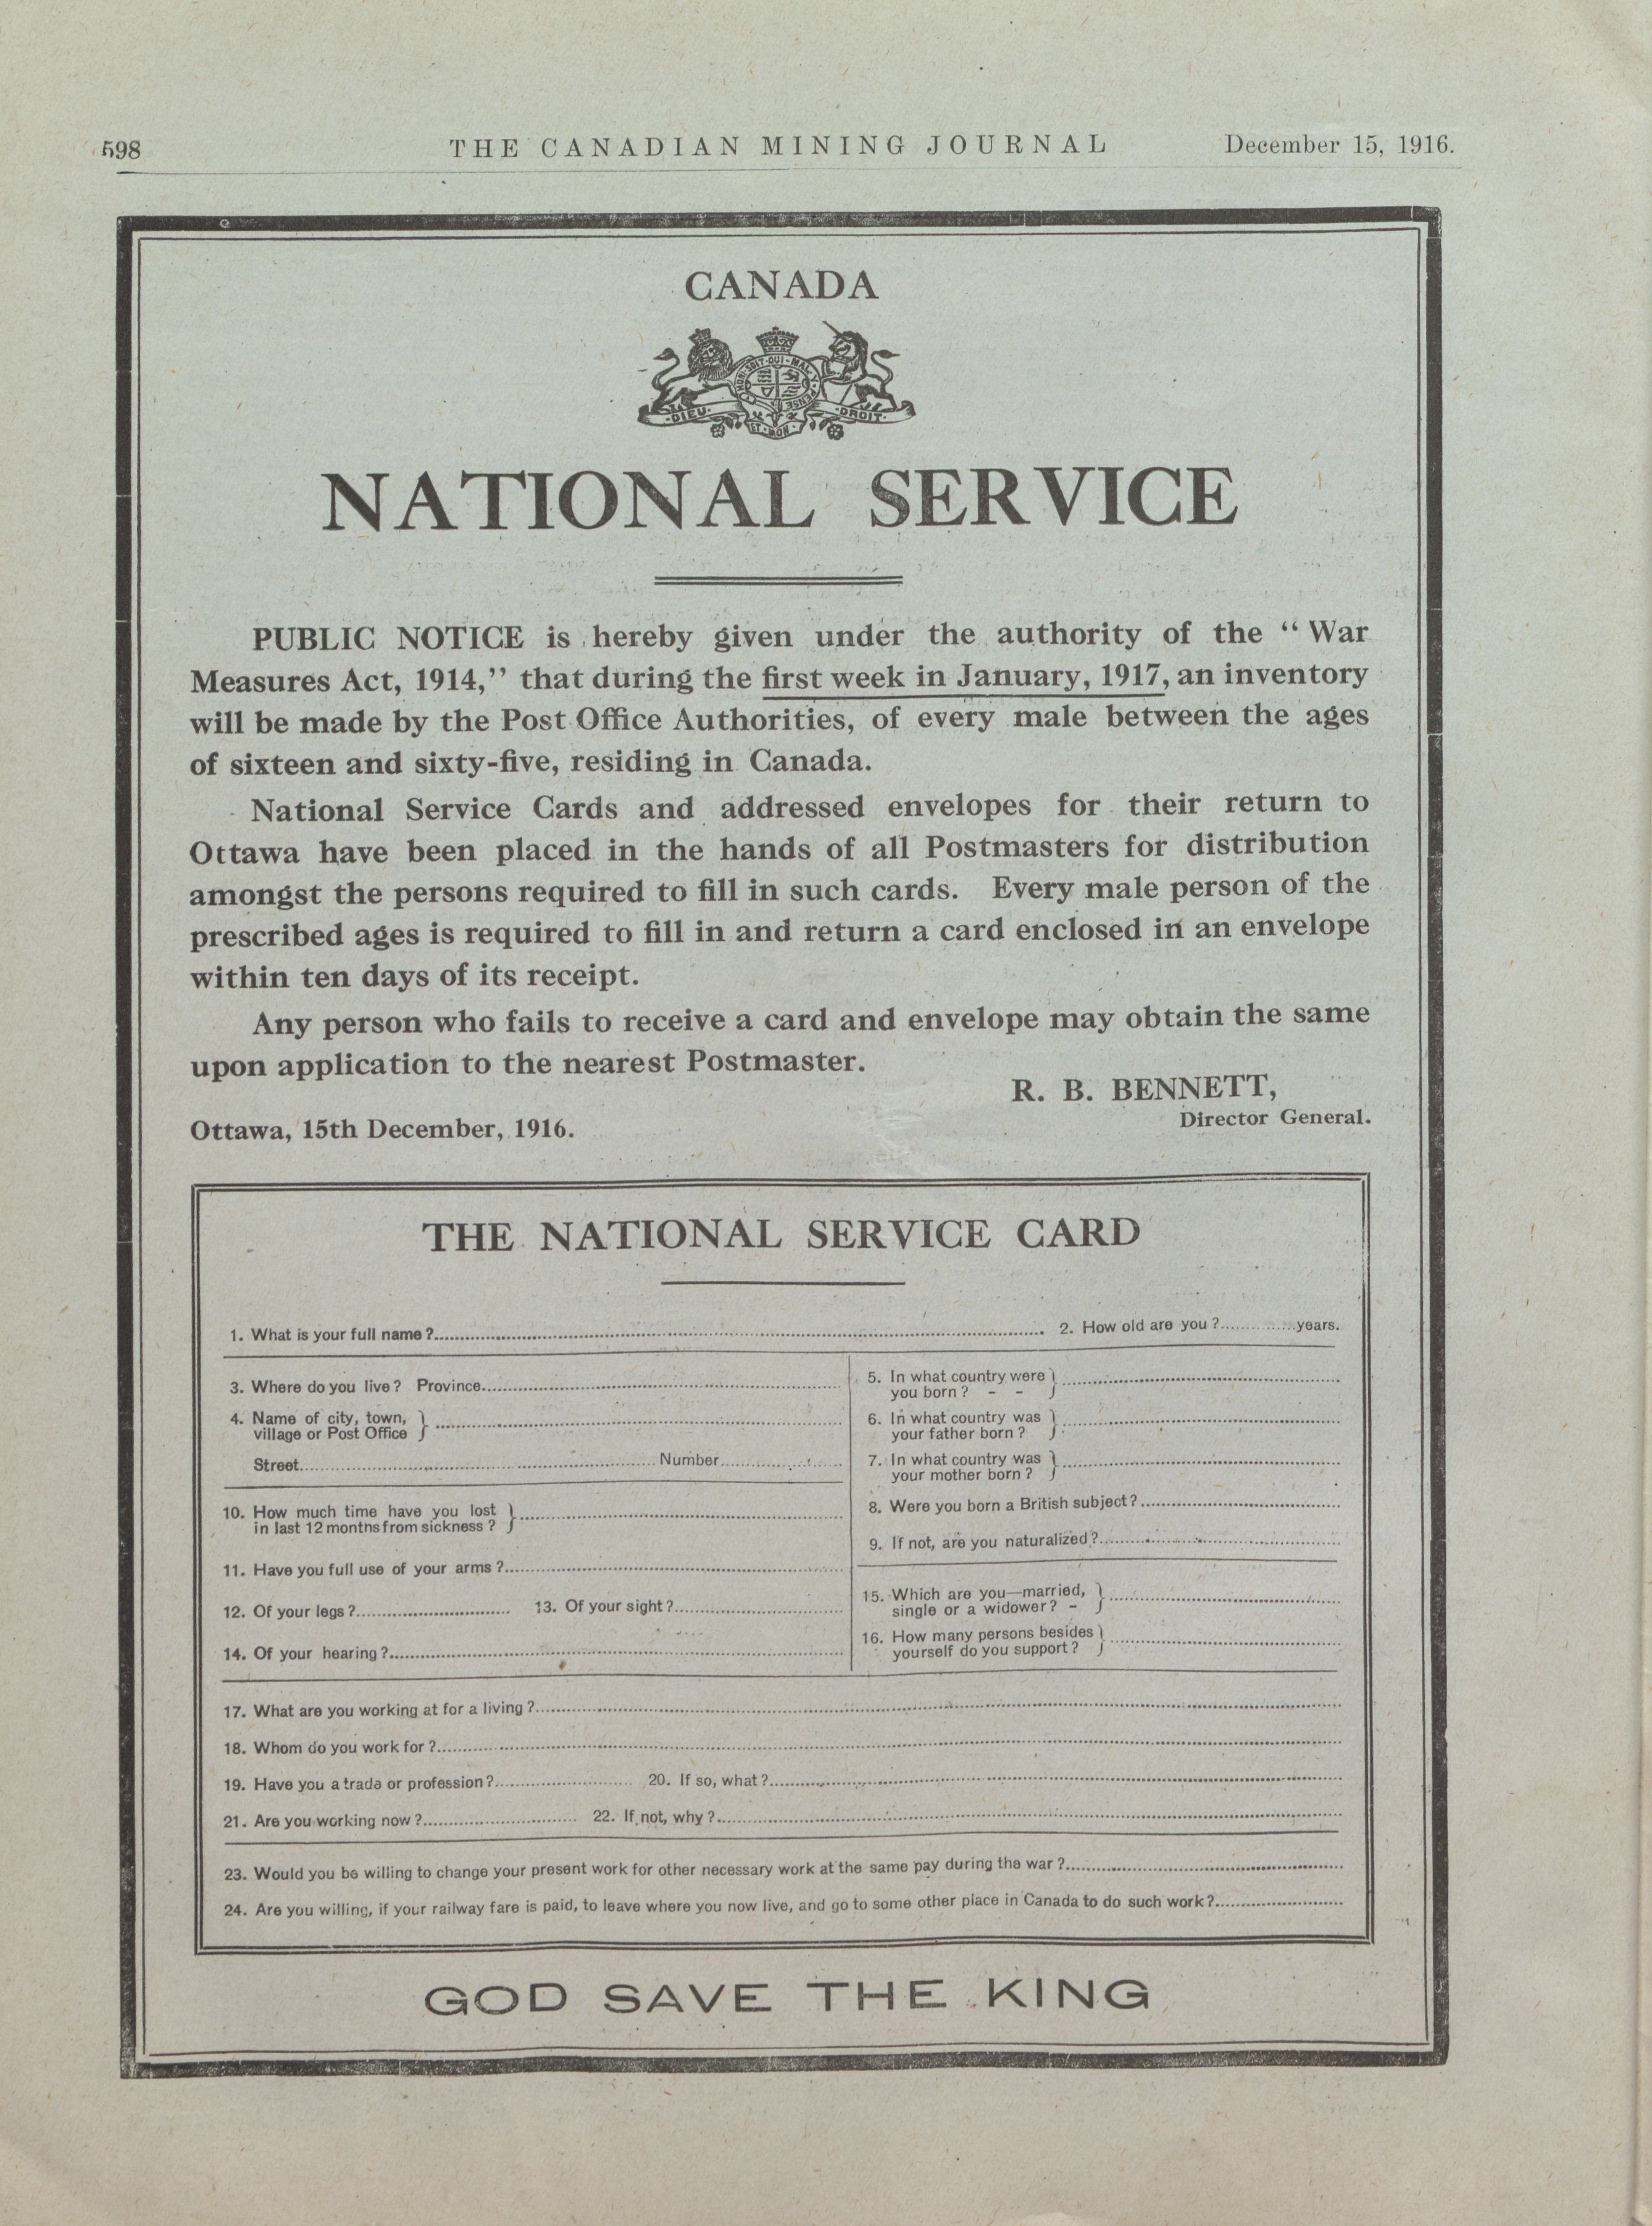 598
THE CANADIAN MINING JOURNAL
December 15, 1916.
CANADA
HONI·SOIT·QUI·MAL·Y·PENSE
·DIEU· ·ET·MON· ·DROIT·
NATIONAL SERVICE
PUBLIC NOTICE is hereby given under the authority of the “ War
Measures Act, 1914,” that during the first week in January, 1917, an inventory
will be made by the Post Office Authorities, of every male between the ages
of sixteen and sixty-five, residing in Canada.
National Service Cards and addressed envelopes for their return to
Ottawa have been placed in the hands of all Postmasters for distribution
amongst the persons required to fill in such cards. Every male person of the
prescribed ages is required to fill in and return a card enclosed in an envelope
within ten days of its receipt.
Any person who fails to receive a card and envelope may obtain the same
upon application to the nearest Postmaster.
R. B. BENNETT,
Director General.
Ottawa, 15th December, 1916.
THE NATIONAL SERVICE CARD
1. What is your full name ?.......... 2. How old are you ?..........years.
3. Where do you live ? Province..........
4. Name of city, town, } ..........
village or Post Office
Street.......... Number..........
5. In what country were } ..........
you born ? - -
6. In what country was } ..........
your father born ?
7. In what country was } ..........
your mother born ?
8. Were you born a British subject ?..........
9. If not, are you naturalized ?..........
10. How much time have you lost } ..........
in last 12 months from sickness ?
11. Have you full use of your arms ?..........
12. Of your legs ?.......... 13. Of your sight ?..........
14. Of your hearing ?..........
15. Which are you—married, } ..........
single or a widower ? -
16. How many persons besides } ..........
yourself do you support ?
17. What are you working at for a living ?..........
18. Whom do you work for ?..........
19. Have you a trade or profession ?.......... 20. If so, what ?..........
21. Are you working now ?.......... 22. If not, why ?..........
23. Would you be willing to change your present work for other necessary work at the same pay during the war ?..........
24. Are you willing, if your railway fare is paid, to leave where you now live, and go to some other place in Canada to do such work ?..........
GOD SAVE THE KING